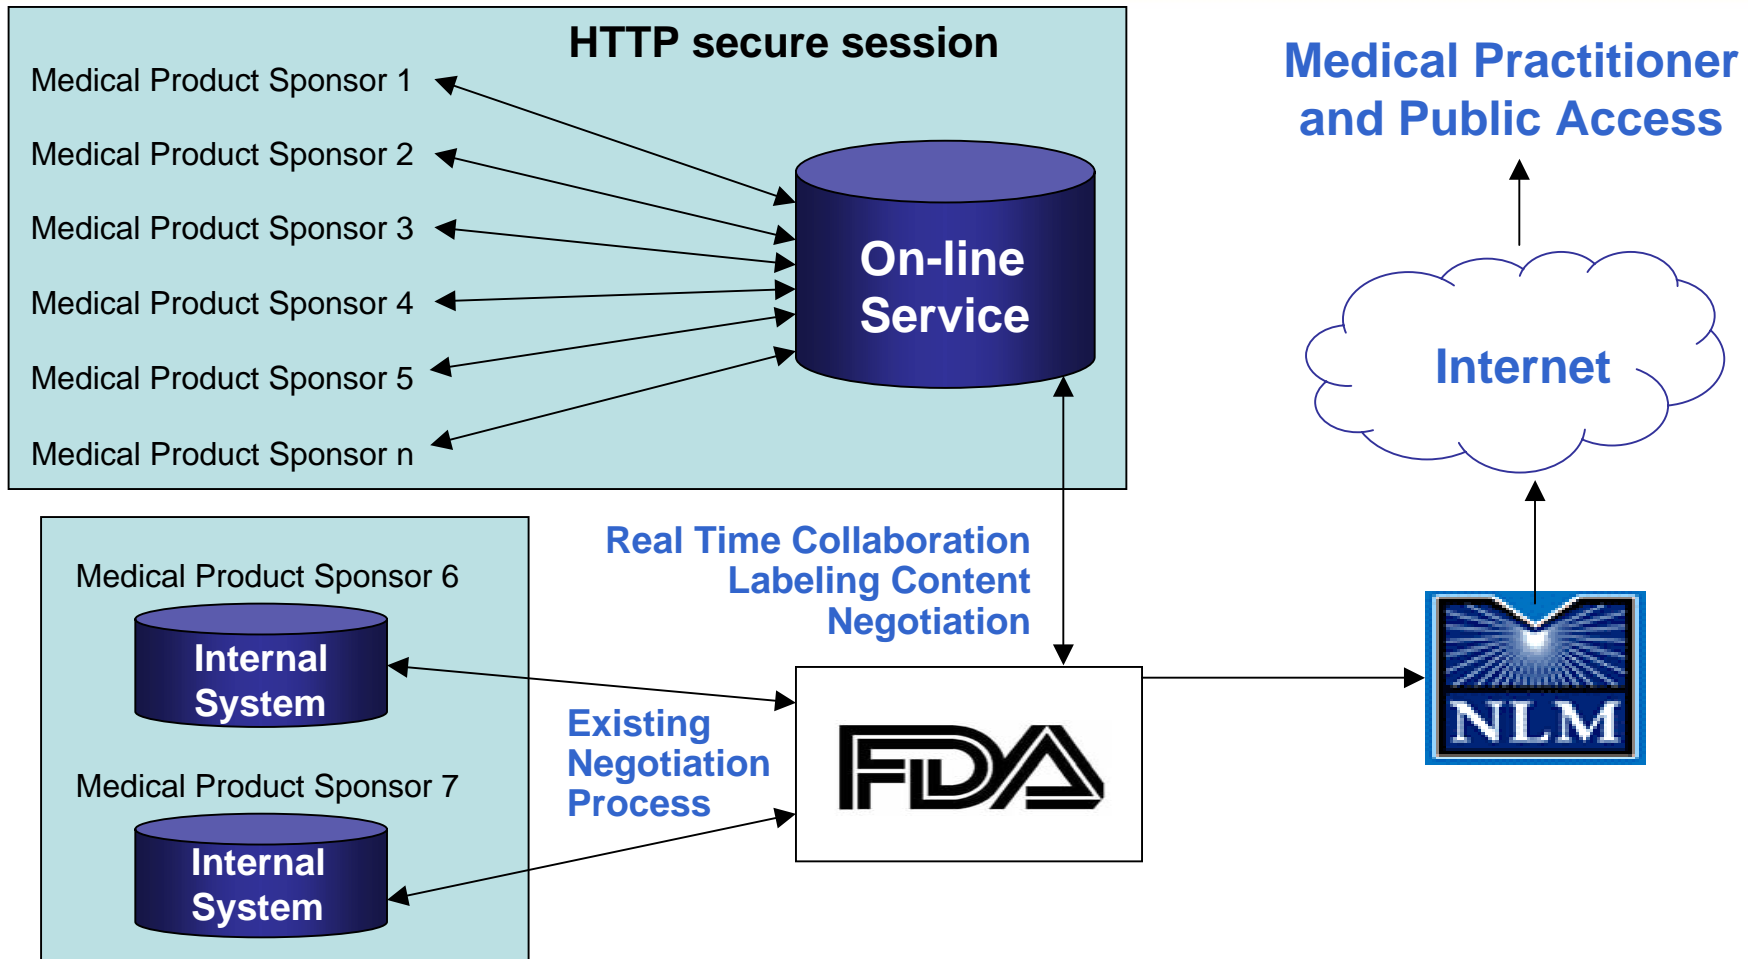 HTTP secure session
Medical Product Sponsor 1
Medical Product Sponsor 2
Medical Product Sponsor 3
Medical Product Sponsor 4
Medical Product Sponsor 5
Medical Product Sponsor n
On-line
Service
Medical Practitioner
and Public Access
Internet
Real Time Collaboration
Labeling Content
Negotiation
Medical Product Sponsor 6
Internal
System
Medical Product Sponsor 7
Internal
System
Existing
Negotiation
Process
FDA
NLM